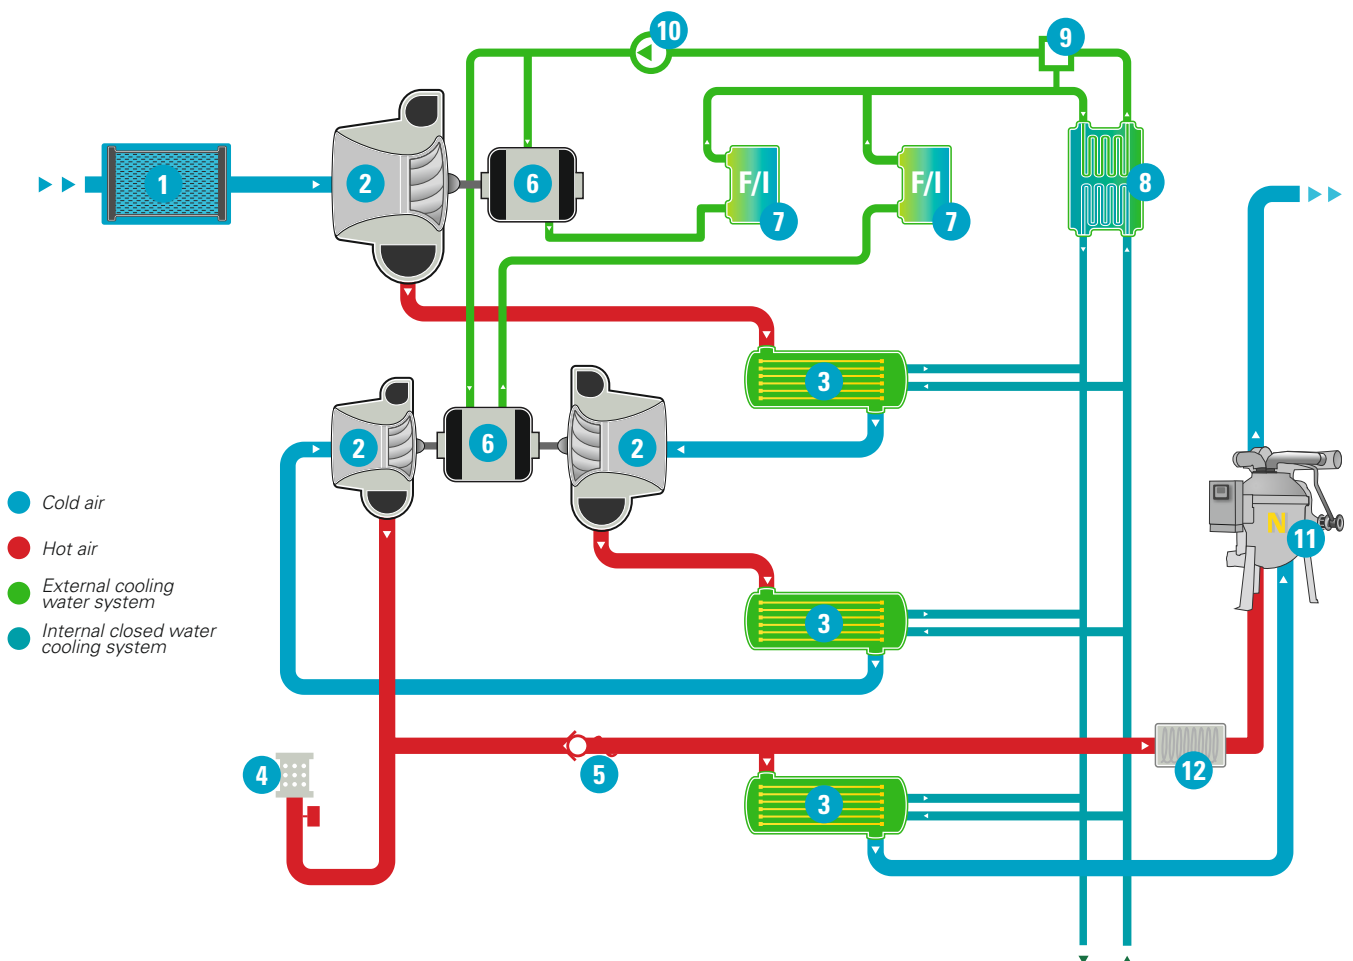 10
9
1
2
6
F/I
7
F/I
7
8
3
2
6
2
Cold air
Hot air
External cooling
water system
Internal closed water
cooling system
N
11
3
4
5
12
3